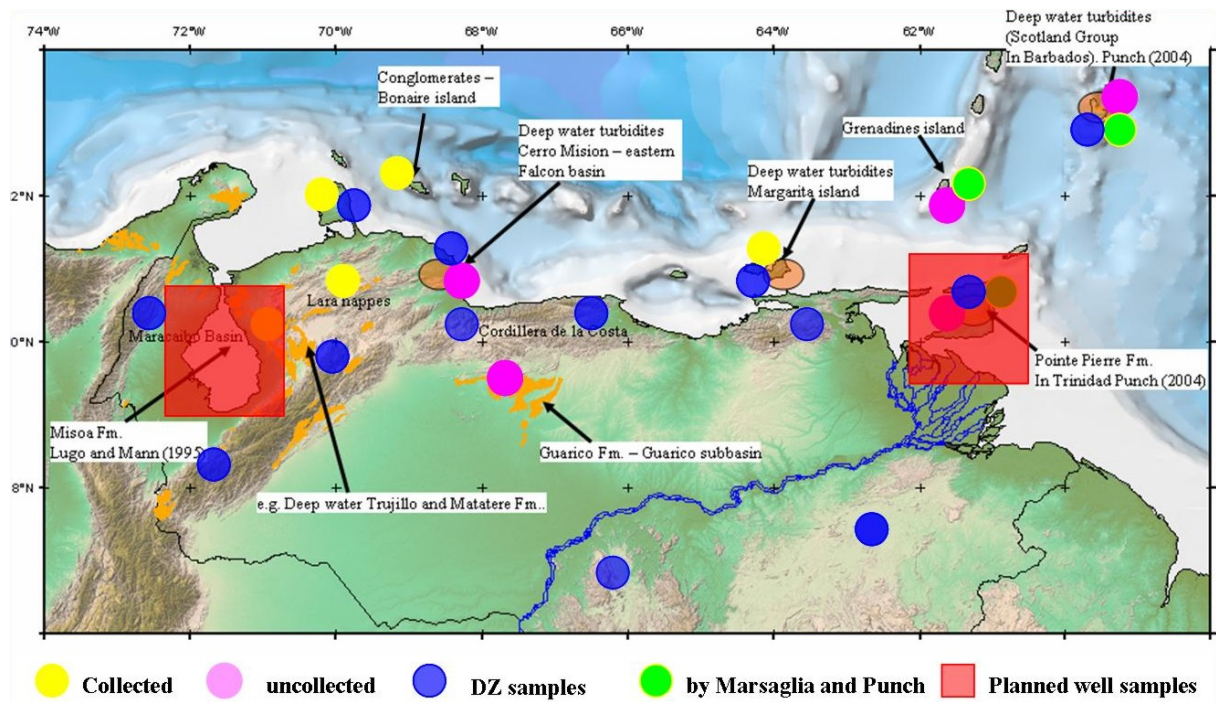 74°W 72°W 70°W 68°W 66°W 64°W 62°W
Deep water turbidites
(Scotland Group
In Barbados). Punch (2004)
Conglomerates –
Bonaire island
Deep water turbidites
Cerro Mision – eastern
Falcon basin
Grenadines island
Deep water turbidites
Margarita island
2°N
Lara nappes
Maracaibo Basin
Cordillera de la Costa
0°N
Pointe Pierre Fm.
In Trinidad Punch (2004)
Misoa Fm.
Lugo and Mann (1995)
Guarico Fm. – Guarico subbasin
8°N
e.g. Deep water Trujillo and Matatere Fm..
Collected
uncollected
DZ samples
by Marsaglia and Punch
Planned well samples